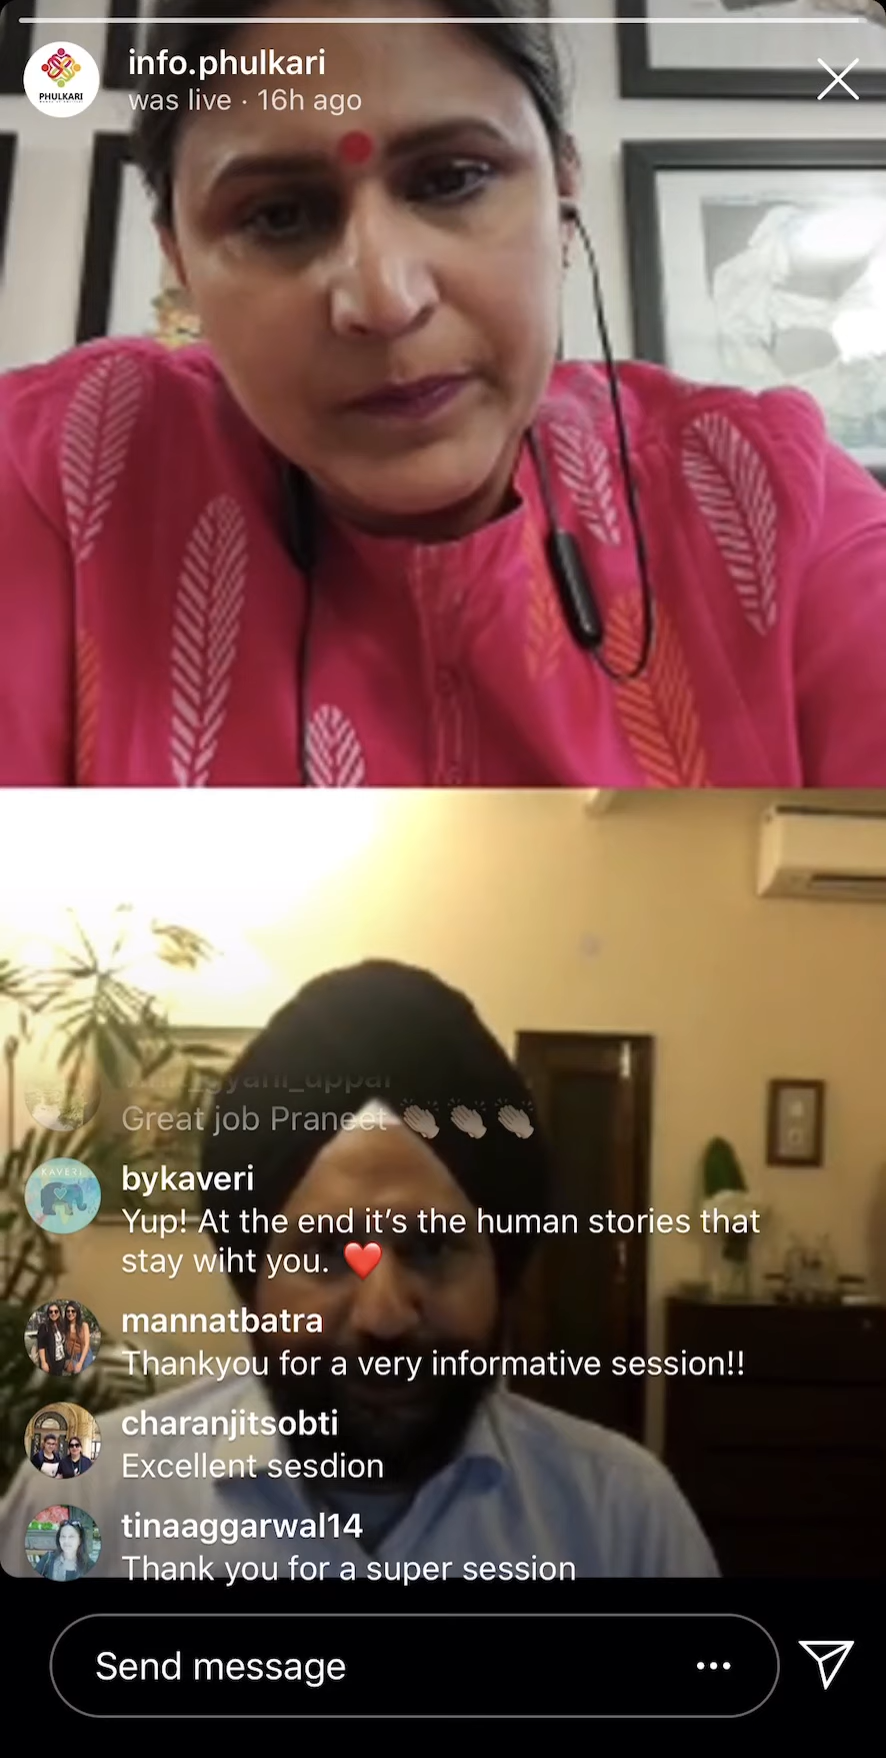 info.phulkari
was live · 16h ago
PHULKARI
Great job Praneet 👏👏👏
KAVERI
bykaveri
Yup! At the end it's the human stories that
stay wiht you. ❤️
mannatbatra
Thankyou for a very informative session!!
charanjitsobti
Excellent sesdion
tinaaggarwal14
Thank you for a super session
Send message